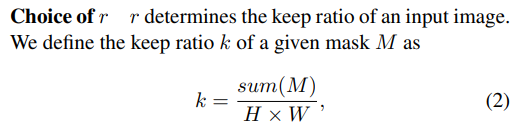 Choice of r r determines the keep ratio of an input image.
We define the keep ratio k of a given mask M as
k = sum(M) / H × W , (2)